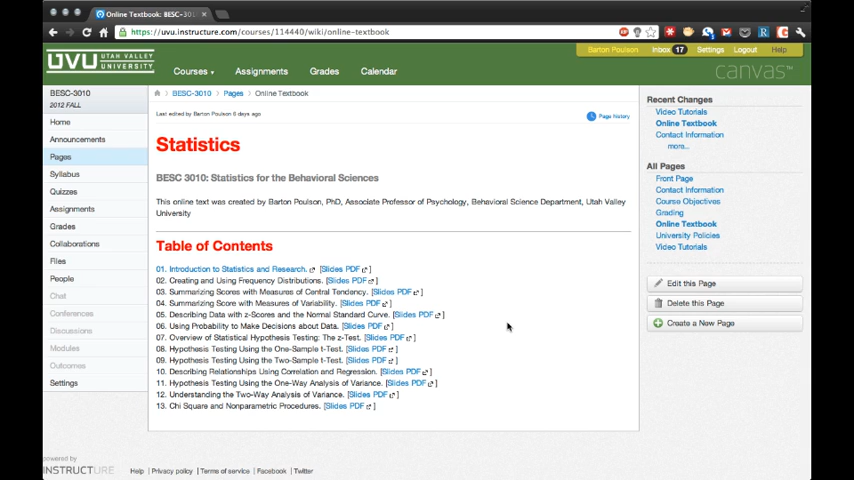 Online Textbook: BESC-301
https://uvu.instructure.com/courses/114440/wiki/online-textbook
UVU UTAH VALLEY UNIVERSITY
Barton Poulson Inbox 17 Settings Logout Help
Courses Assignments Grades Calendar
canvas™
BESC-3010
2012 FALL
Home
Announcements
Pages
Syllabus
Quizzes
Assignments
Grades
Collaborations
Files
People
Chat
Conferences
Discussions
Modules
Outcomes
Settings
BESC-3010 Pages Online Textbook
Last edited by Barton Poulson 6 days ago
Page history
Statistics
BESC 3010: Statistics for the Behavioral Sciences
This online text was created by Barton Poulson, PhD, Associate Professor of Psychology, Behavioral Science Department, Utah Valley
University
Table of Contents
01. Introduction to Statistics and Research. [Slides PDF]
02. Creating and Using Frequency Distributions. [Slides PDF]
03. Summarizing Scores with Measures of Central Tendency. [Slides PDF]
04. Summarizing Score with Measures of Variability. [Slides PDF]
05. Describing Data with z-Scores and the Normal Standard Curve. [Slides PDF]
06. Using Probability to Make Decisions about Data. [Slides PDF]
07. Overview of Statistical Hypothesis Testing: The z-Test. [Slides PDF]
08. Hypothesis Testing Using the One-Sample t-Test. [Slides PDF]
09. Hypothesis Testing Using the Two-Sample t-Test. [Slides PDF]
10. Describing Relationships Using Correlation and Regression. [Slides PDF]
11. Hypothesis Testing Using the One-Way Analysis of Variance. [Slides PDF]
12. Understanding the Two-Way Analysis of Variance. [Slides PDF]
13. Chi Square and Nonparametric Procedures. [Slides PDF]
Recent Changes
Video Tutorials
Online Textbook
Contact Information
more...
All Pages
Front Page
Contact Information
Course Objectives
Grading
Online Textbook
University Policies
Video Tutorials
Edit this Page
Delete this Page
Create a New Page
powered by
INSTRUCTURE
Help | Privacy policy | Terms of service | Facebook | Twitter